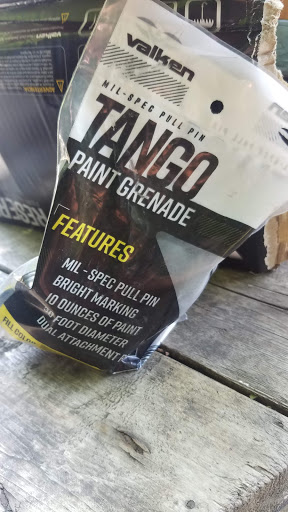 valken
MIL-SPEC PULL PIN
TANGO
PAINT GRENADE
FEATURES
MIL-SPEC PULL PIN
BRIGHT MARKING
10 OUNCES OF PAINT
FOOT DIAMETER
DUAL ATTACHMENT
FILL